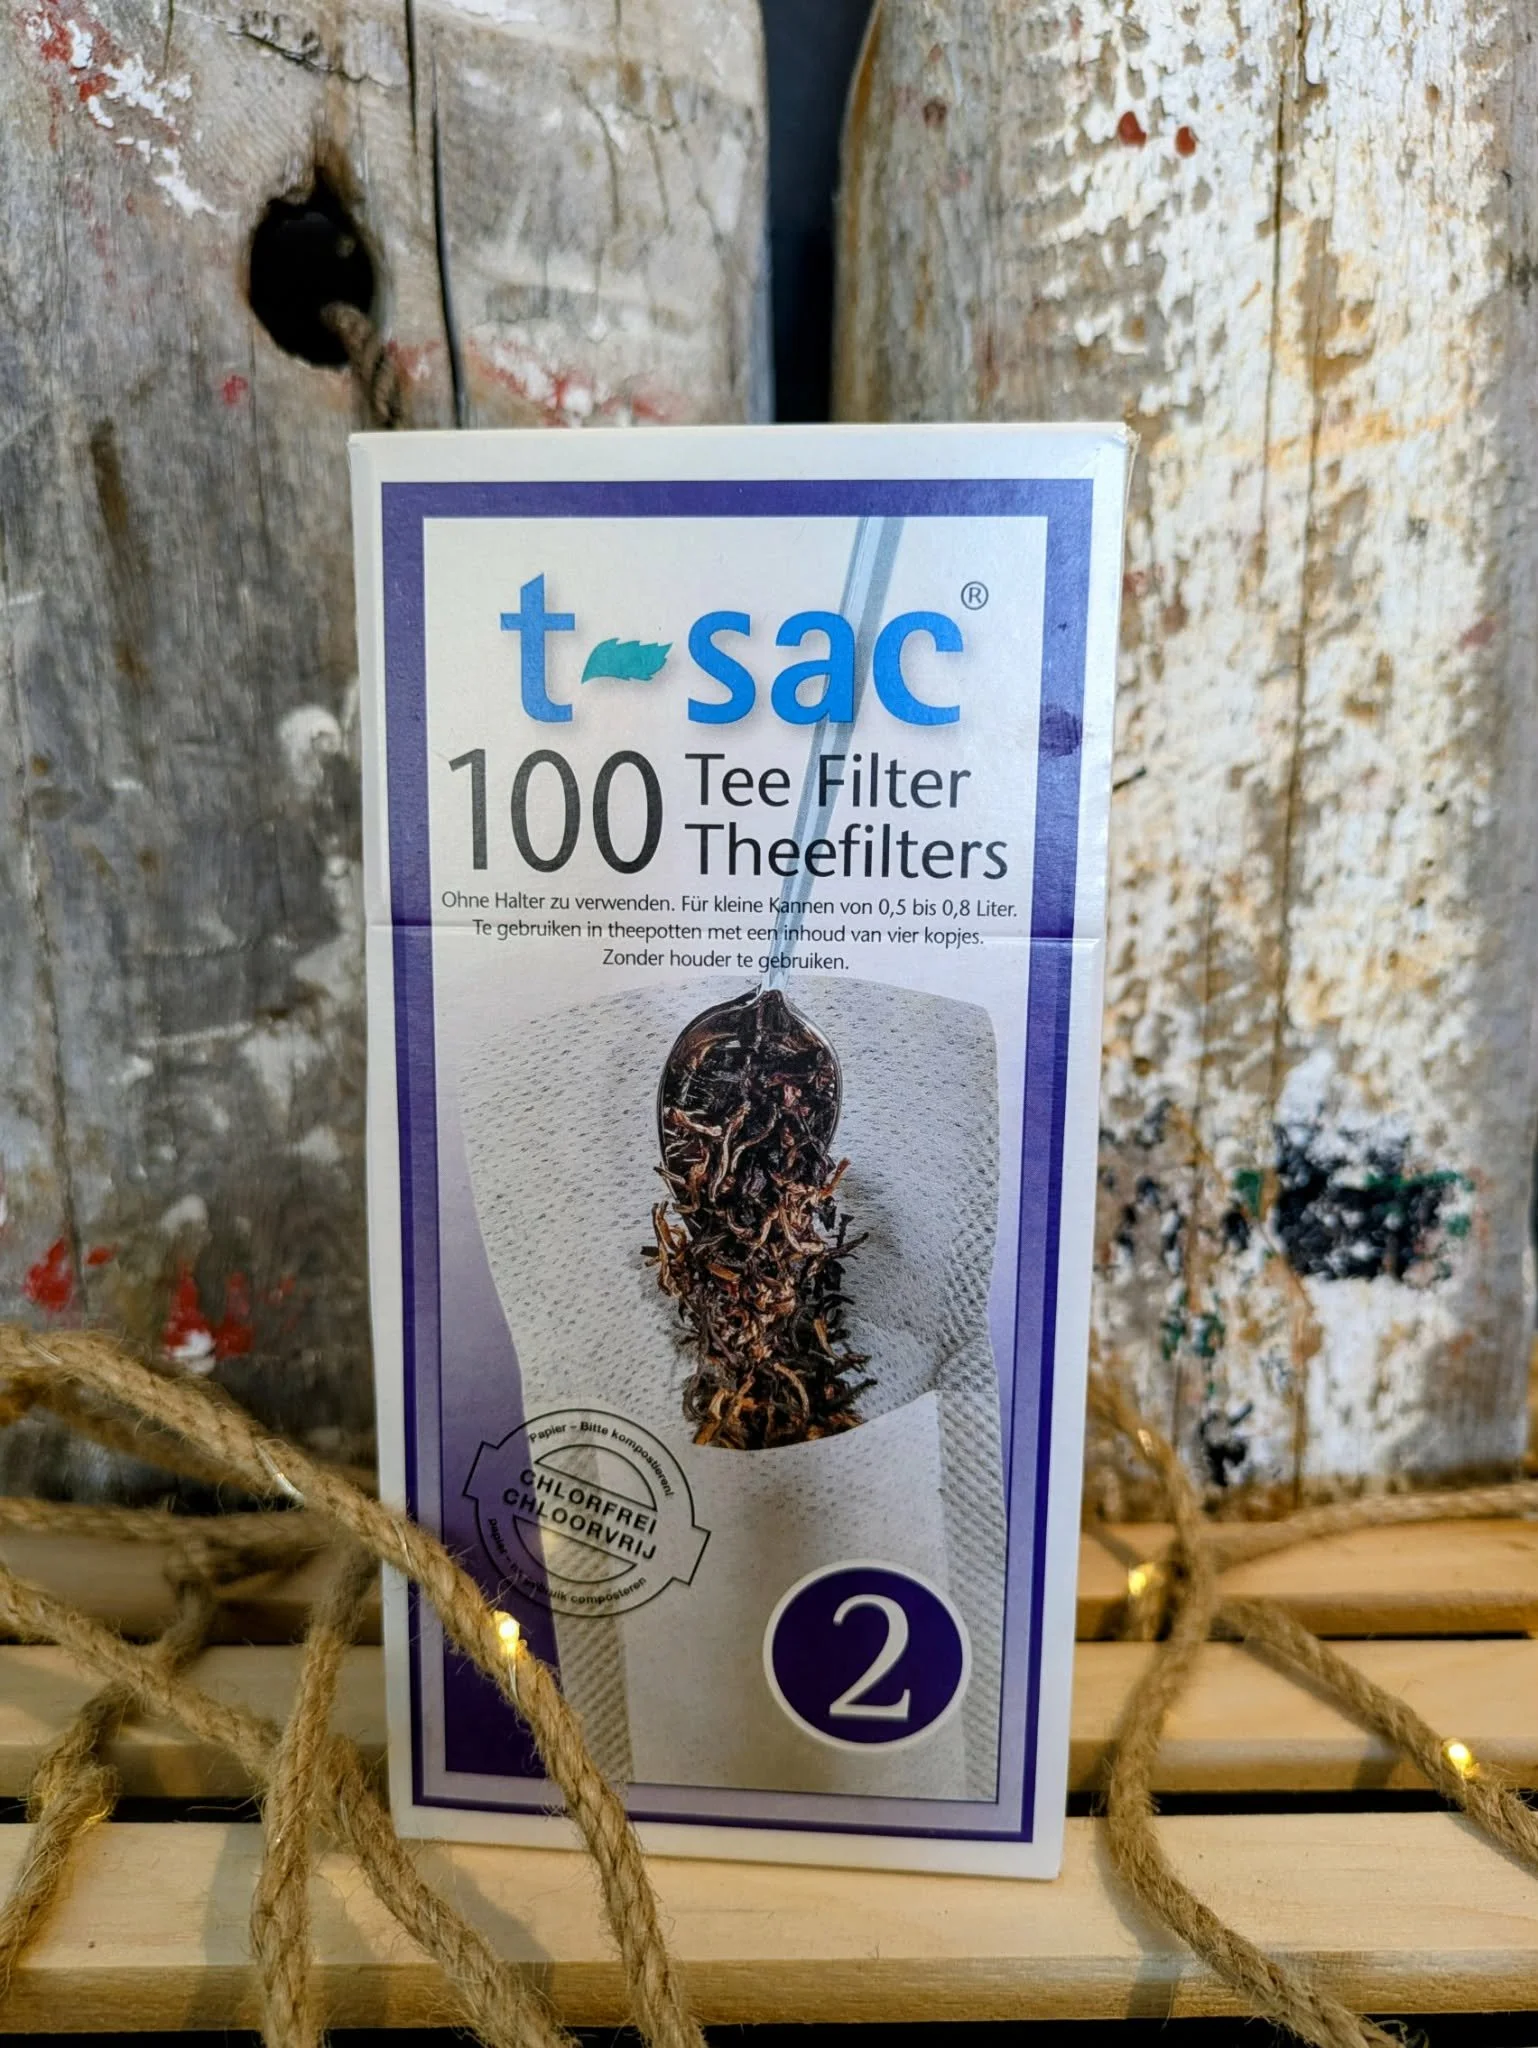 t-sac®
100 Tee Filter
Theefilters
Ohne Halter zu verwenden. Für kleine Kannen von 0,5 bis 0,8 Liter.
Te gebruiken in theepotten met een inhoud van vier kopjes.
Zonder houder te gebruiken.
Papier – Bitte kompostieren!
CHLORFREI
CHLOORVRIJ
papier – composteren
2